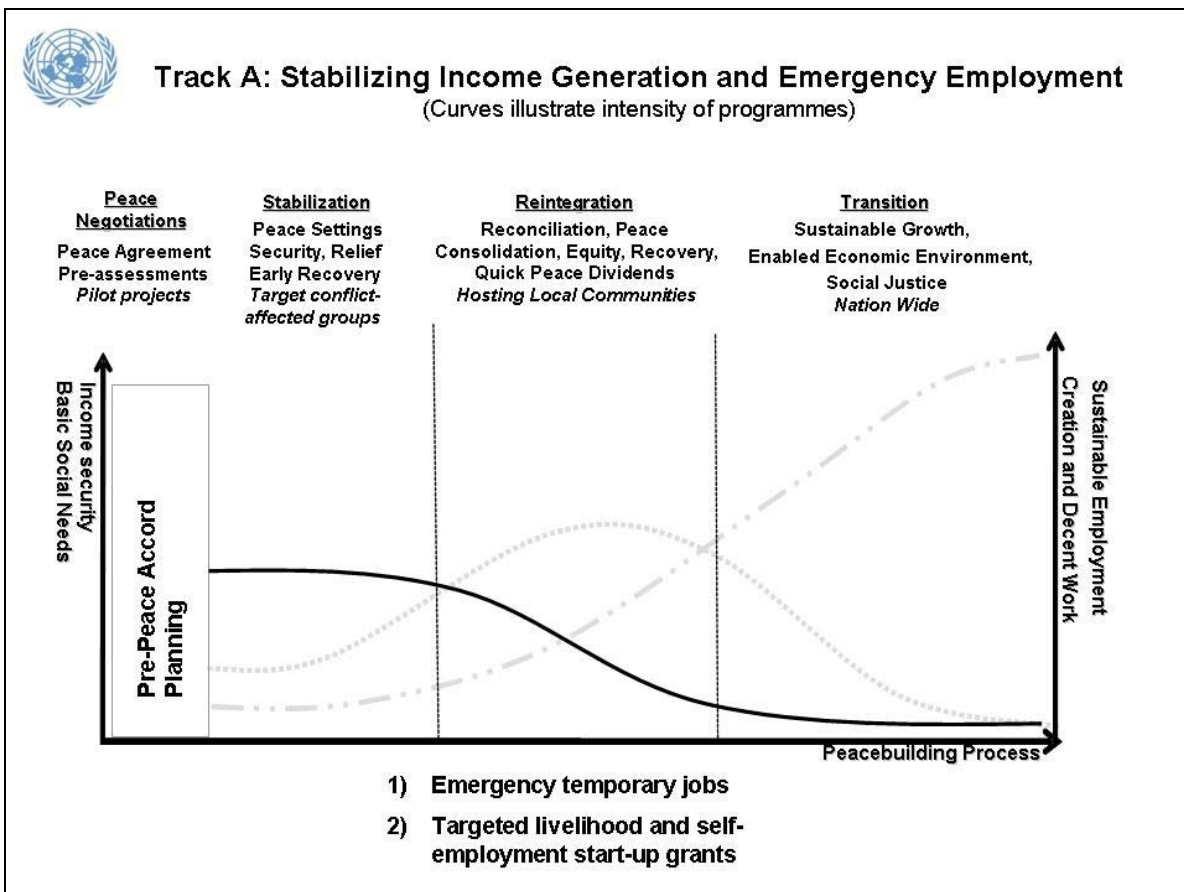 Track A: Stabilizing Income Generation and Emergency Employment
(Curves illustrate intensity of programmes)
Peace
Negotiations
Peace Agreement
Pre-assessments
Pilot projects
Stabilization
Peace Settings
Security, Relief
Early Recovery
Target conflict-
affected groups
Reintegration
Reconciliation, Peace
Consolidation, Equity, Recovery,
Quick Peace Dividends
Hosting Local Communities
Transition
Sustainable Growth,
Enabled Economic Environment,
Social Justice
Nation Wide
Income security
Basic Social Needs
Pre-Peace Accord
Planning
Sustainable Employment
Creation and Decent Work
Peacebuilding Process
1) Emergency temporary jobs
2) Targeted livelihood and self-
employment start-up grants